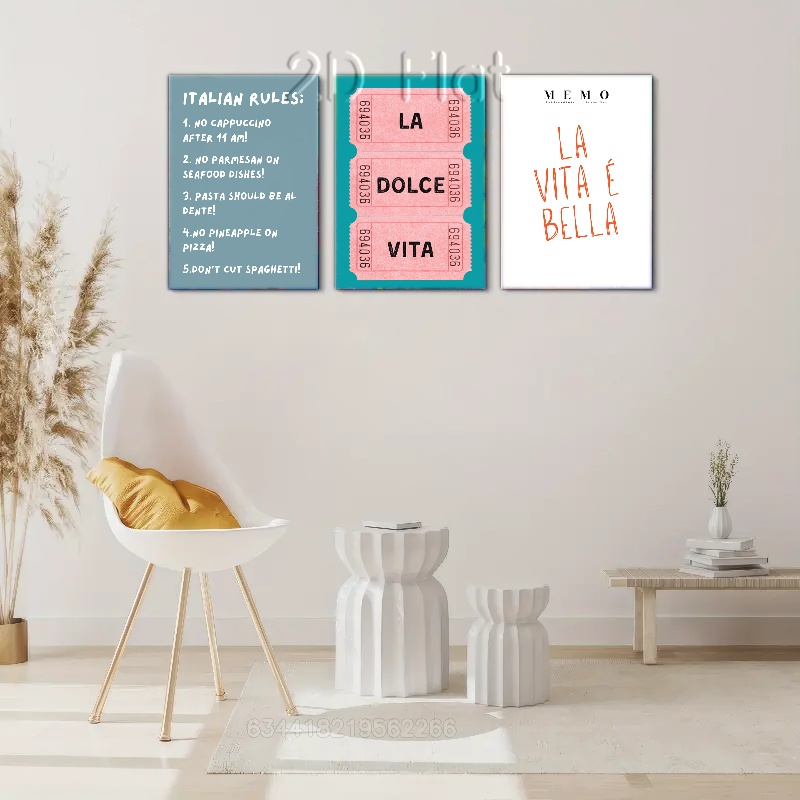 2D Flat
ITALIAN RULES:
1. NO CAPPUCCINO
AFTER 11 AM!
2. NO PARMESAN ON
SEAFOOD DISHES!
3. PASTA SHOULD BE AL
DENTE!
4.NO PINEAPPLE ON
PIZZA!
5.DON'T CUT SPAGHETTI!
694036
LA
694036
694036
DOLCE
694036
694036
VITA
694036
MEMO
LA
VITA É
BELLA
634418219562266